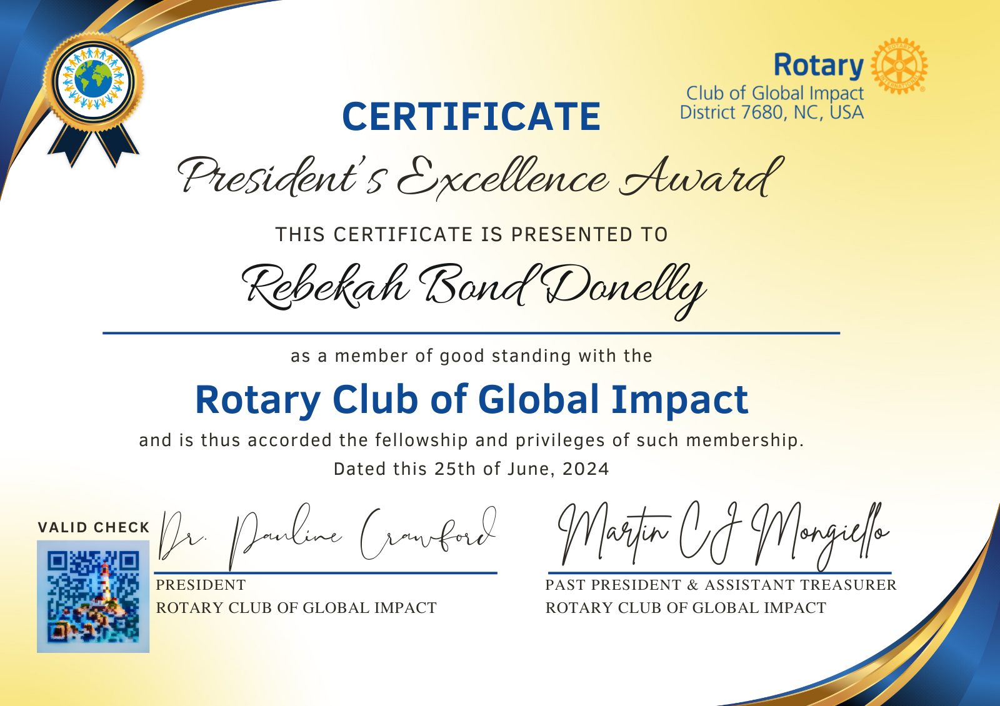 Rotary
Club of Global Impact
District 7680, NC, USA
ROTARY
INTERNATIONAL
CERTIFICATE
President's Excellence Award
THIS CERTIFICATE IS PRESENTED TO
Rebekah Bond Donelly
as a member of good standing with the
Rotary Club of Global Impact
and is thus accorded the fellowship and privileges of such membership.
Dated this 25th of June, 2024
VALID CHECK
Dr. Pauline Crawford
Martin CJ Mongiello
PRESIDENT
ROTARY CLUB OF GLOBAL IMPACT
PAST PRESIDENT & ASSISTANT TREASURER
ROTARY CLUB OF GLOBAL IMPACT